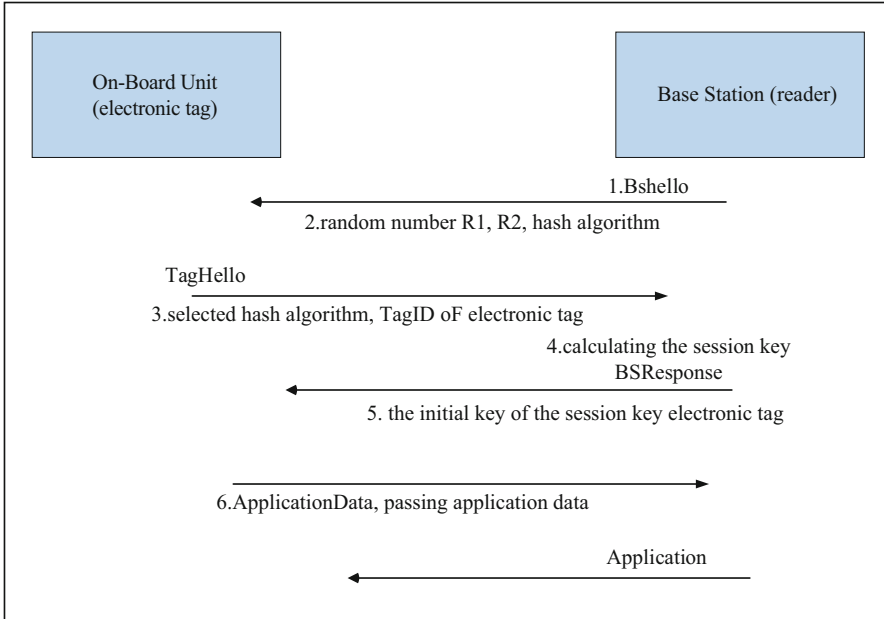 On-Board Unit
(electronic tag)
Base Station (reader)
1.Bshello
2.random number R1, R2, hash algorithm
TagHello
3.selected hash algorithm, TagID oF electronic tag
4.calculating the session key
BSResponse
5. the initial key of the session key electronic tag
6.ApplicationData, passing application data
Application